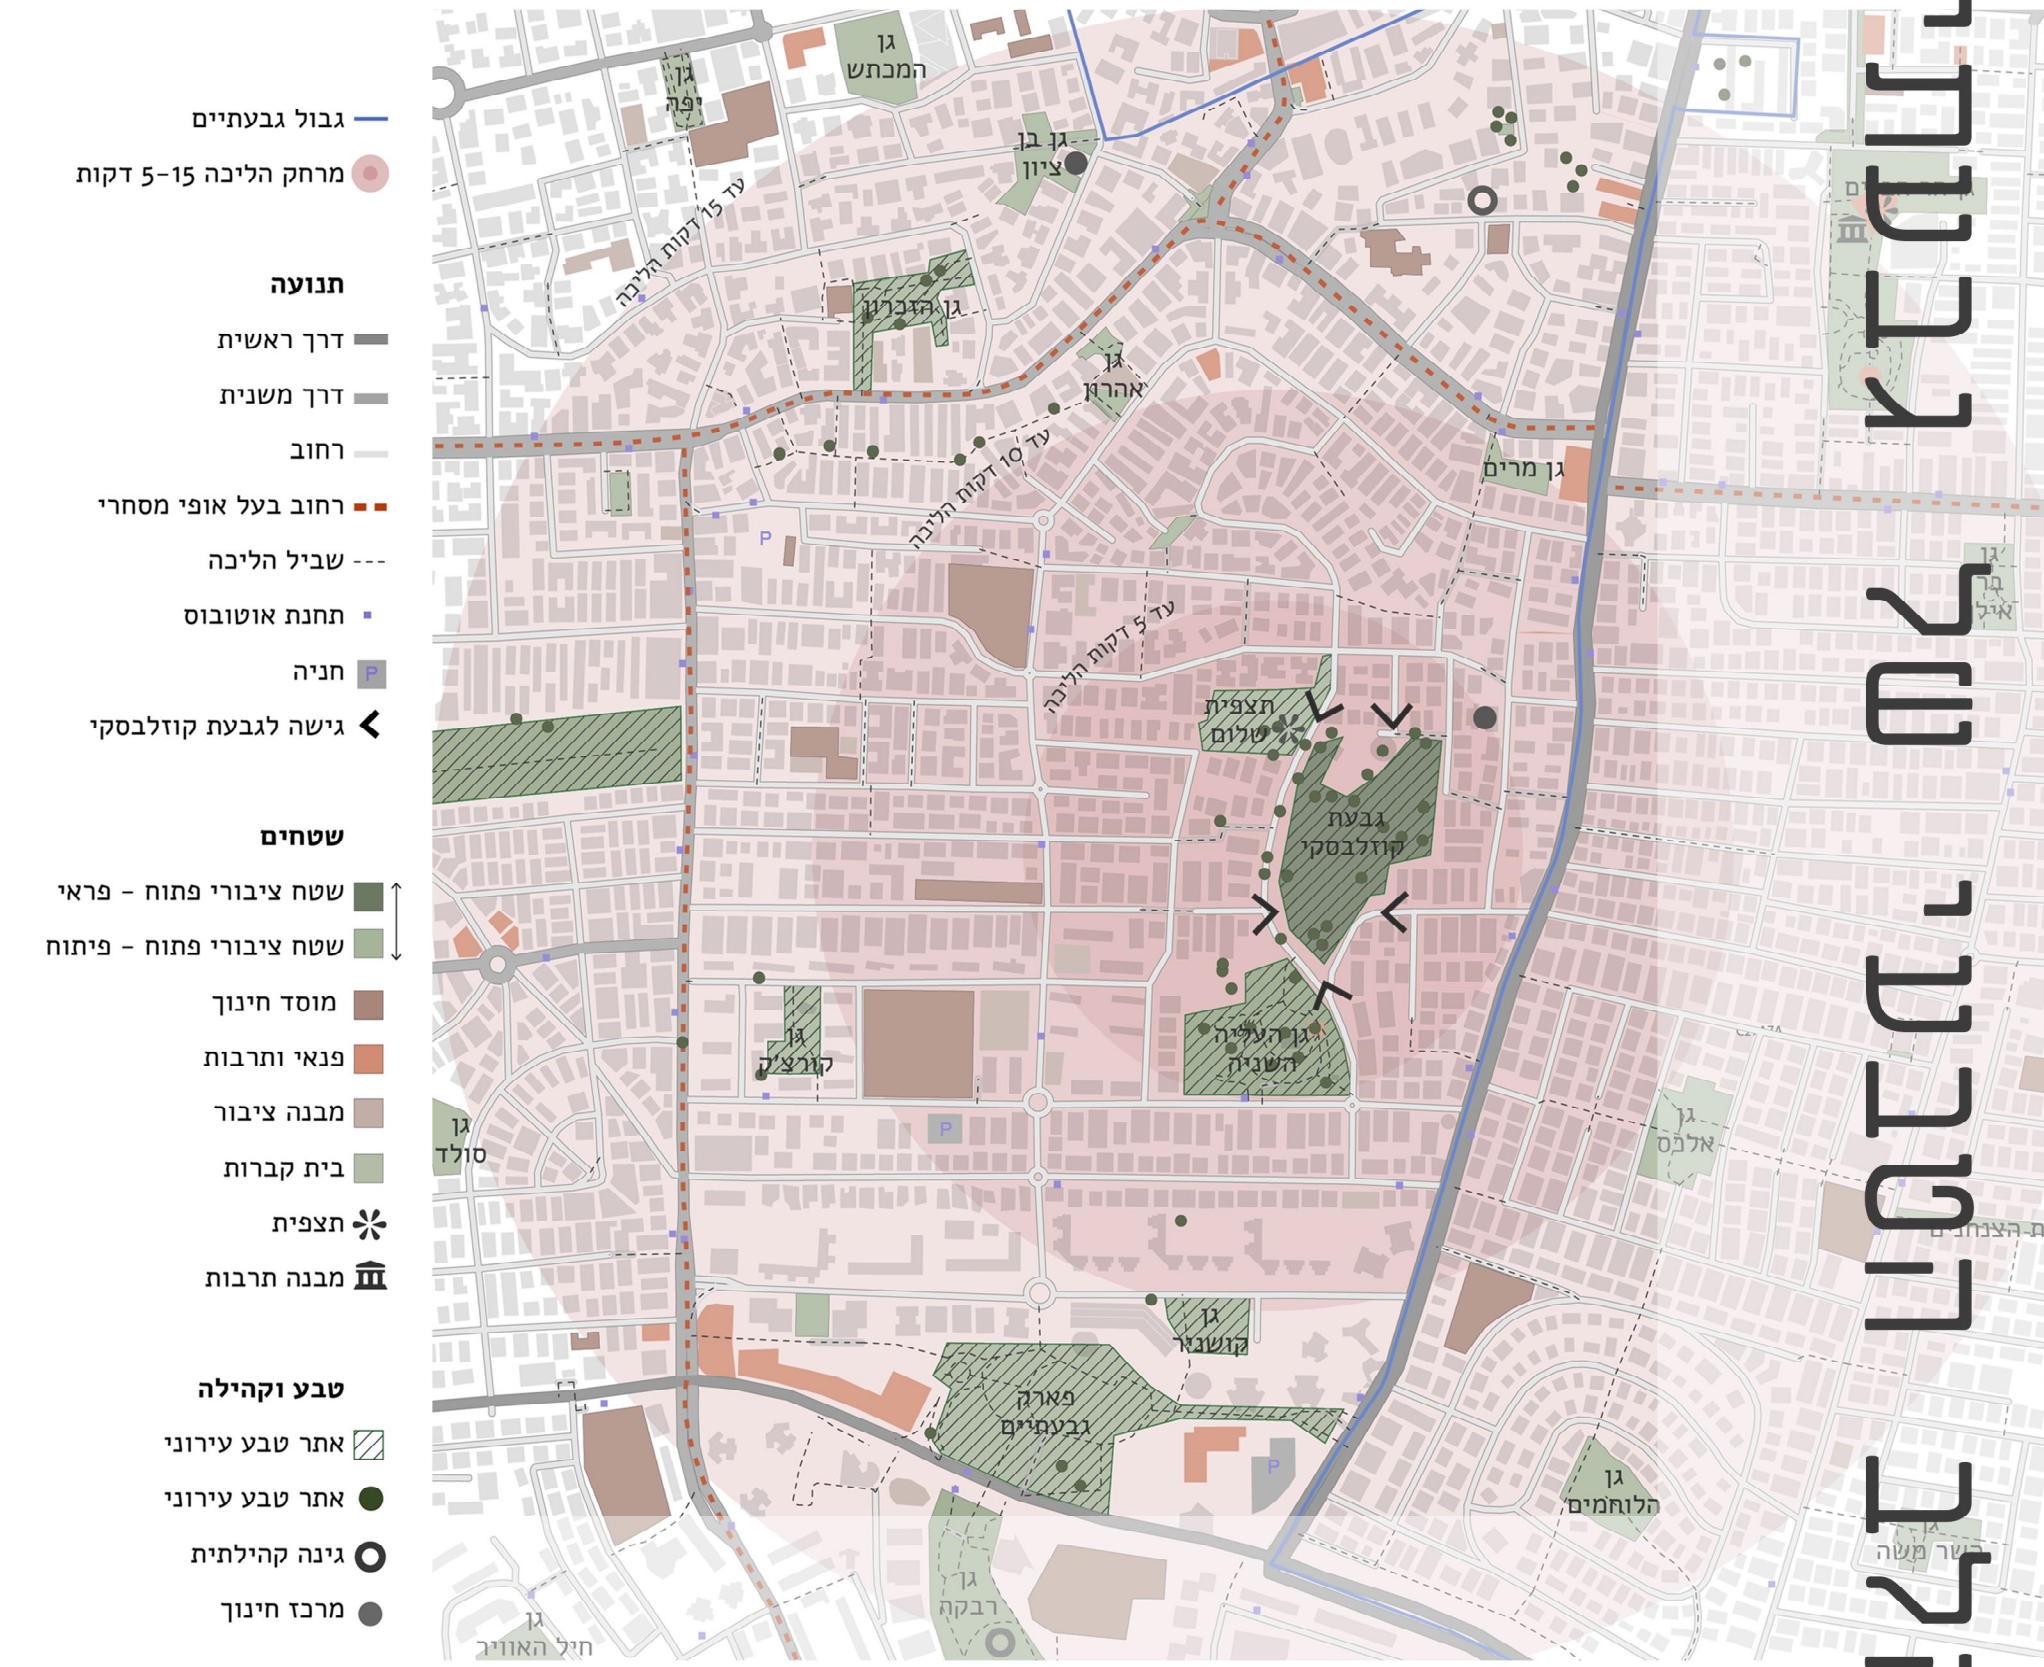 גבול גבעתיים
מרחק הליכה 5-15 דקות
תנועה
דרך ראשית
דרך משנית
רחוב
רחוב בעל אופי מסחרי
שביל הליכה
תחנת אוטובוס
P
חניה
גישה לגבעת קוזלבסקי
שטחים
שטח ציבורי פתוח - פראי
שטח ציבורי פתוח - פיתוח
מוסד חינוך
פנאי ותרבות
מבנה ציבור
בית קברות
תצפית
מבנה תרבות
טבע וקהילה
אתר טבע עירוני
אתר טבע עירוני
גינה קהילתית
מרכז חינוך
גן
המכתש
גן
יפה
גן בן
ציון
עד 15 דקות הליכה
גן הזכרון
גן
אהרון
עד 10 דקות הליכה
גן מרים
P
גן
בר
אילן
עד 5 דקות הליכה
תצפית
שלום
גבעת
קוזלבסקי
גן העליה
השניה
גן
קורצ'ק
P
גן
סולד
גן
אלכס
גן
קושניר
פארק
גבעתיים
P
גן
הלוחמים
גן
רבקה
גן
חיל האוויר